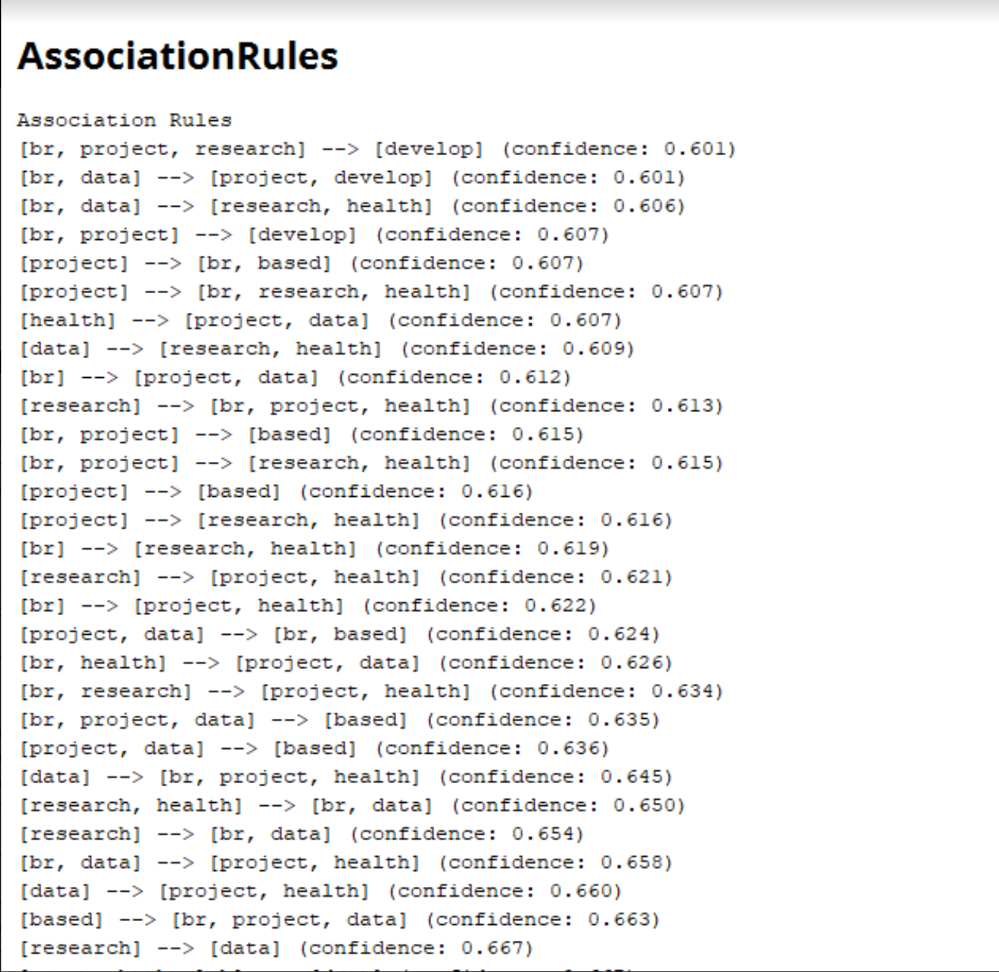 AssociationRules
Association Rules
[br, project, research] --> [develop] (confidence: 0.601)
[br, data] --> [project, develop] (confidence: 0.601)
[br, data] --> [research, health] (confidence: 0.606)
[br, project] --> [develop] (confidence: 0.607)
[project] --> [br, based] (confidence: 0.607)
[project] --> [br, research, health] (confidence: 0.607)
[health] --> [project, data] (confidence: 0.607)
[data] --> [research, health] (confidence: 0.609)
[br] --> [project, data] (confidence: 0.612)
[research] --> [br, project, health] (confidence: 0.613)
[br, project] --> [based] (confidence: 0.615)
[br, project] --> [research, health] (confidence: 0.615)
[project] --> [based] (confidence: 0.616)
[project] --> [research, health] (confidence: 0.616)
[br] --> [research, health] (confidence: 0.619)
[research] --> [project, health] (confidence: 0.621)
[br] --> [project, health] (confidence: 0.622)
[project, data] --> [br, based] (confidence: 0.624)
[br, health] --> [project, data] (confidence: 0.626)
[br, research] --> [project, health] (confidence: 0.634)
[br, project, data] --> [based] (confidence: 0.635)
[project, data] --> [based] (confidence: 0.636)
[data] --> [br, project, health] (confidence: 0.645)
[research, health] --> [br, data] (confidence: 0.650)
[research] --> [br, data] (confidence: 0.654)
[br, data] --> [project, health] (confidence: 0.658)
[data] --> [project, health] (confidence: 0.660)
[based] --> [br, project, data] (confidence: 0.663)
[research] --> [data] (confidence: 0.667)